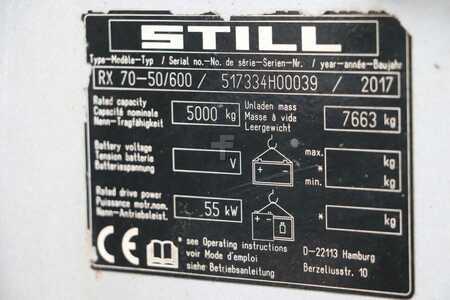 STILL
Type-Modèle-Typ / Serial no.-No. de série-Serien-Nr. / year-année-Baujahr
RX 70-50/600 / 517334H00039 / 2017
Rated capacity
Capacité nominale
Nenn-Tragfähigkeit
5000 kg
Unladen mass
Masse à vide
Leergewicht
7663 kg
Battery voltage
Tension batterie
Batteriespannung
V
max. kg
* min. kg
Rated drive power
Puissance motr.nom.
Nenn-Antriebsleist.
55 kW
* kg
CE
* see Operating instructions
voir Mode d'emploi
siehe Betriebsanleitung
D-22113 Hamburg
Berzeliusstr. 10